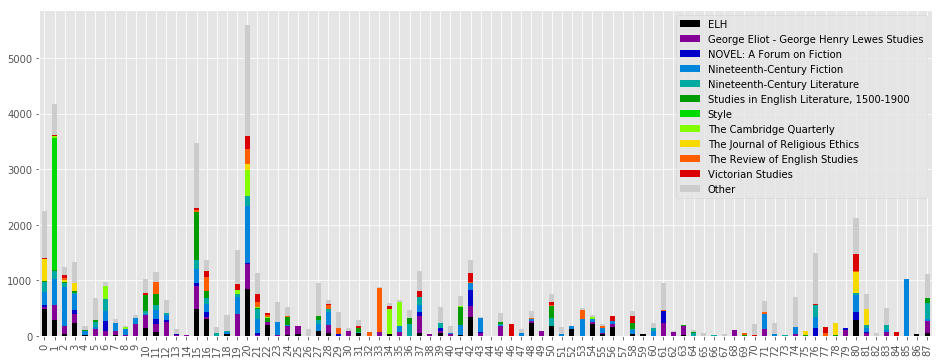 ELH
George Eliot - George Henry Lewes Studies
NOVEL: A Forum on Fiction
Nineteenth-Century Fiction
Nineteenth-Century Literature
Studies in English Literature, 1500-1900
Style
The Cambridge Quarterly
The Journal of Religious Ethics
The Review of English Studies
Victorian Studies
Other
5000
4000
3000
2000
1000
0
0 1 2 3 4 5 6 7 8 9 10 11 12 13 14 15 16 17 18 19 20 21 22 23 24 25 26 27 28 29 30 31 32 33 34 35 36 37 38 39 40 41 42 43 44 45 46 47 48 49 50 51 52 53 54 55 56 57 58 59 60 61 62 63 64 65 66 67 68 69 70 71 72 73 74 75 76 77 78 79 80 81 82 83 84 85 86 87